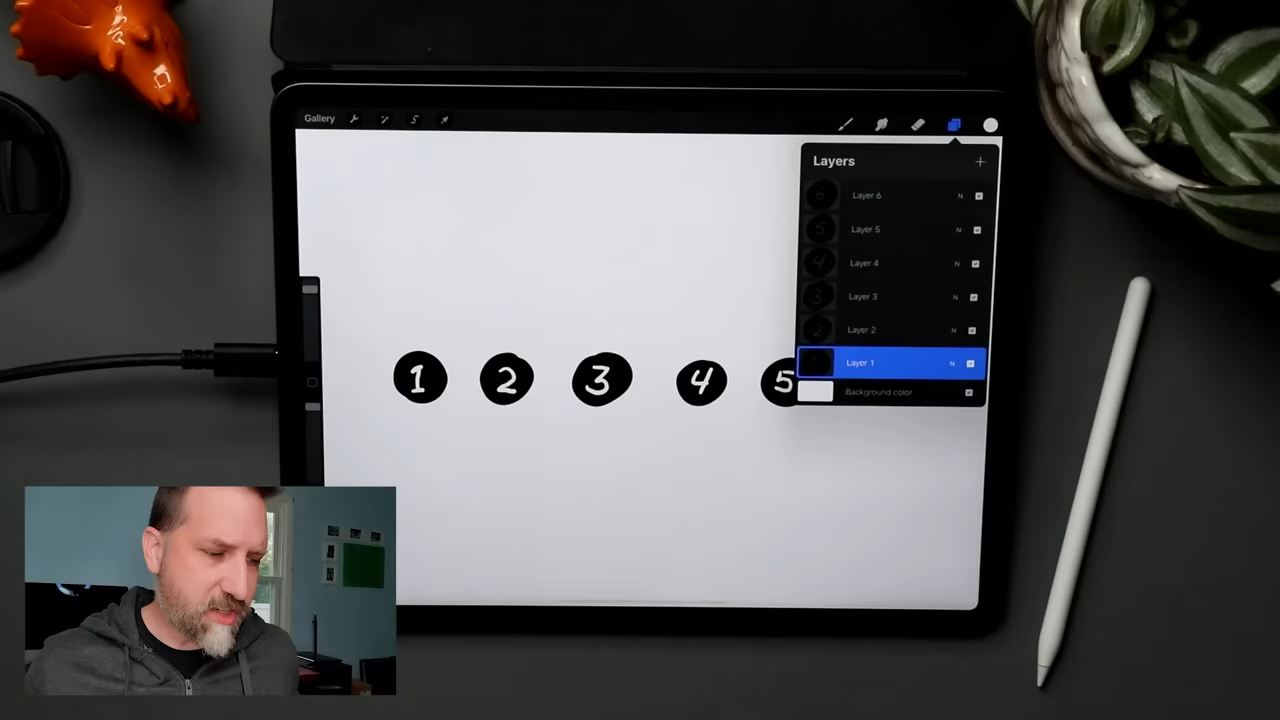 Gallery
Layers
Layer 6 N
Layer 5 N
Layer 4 N
Layer 3 N
Layer 2 N
Layer 1 N
Background color
1 2 3 4 5